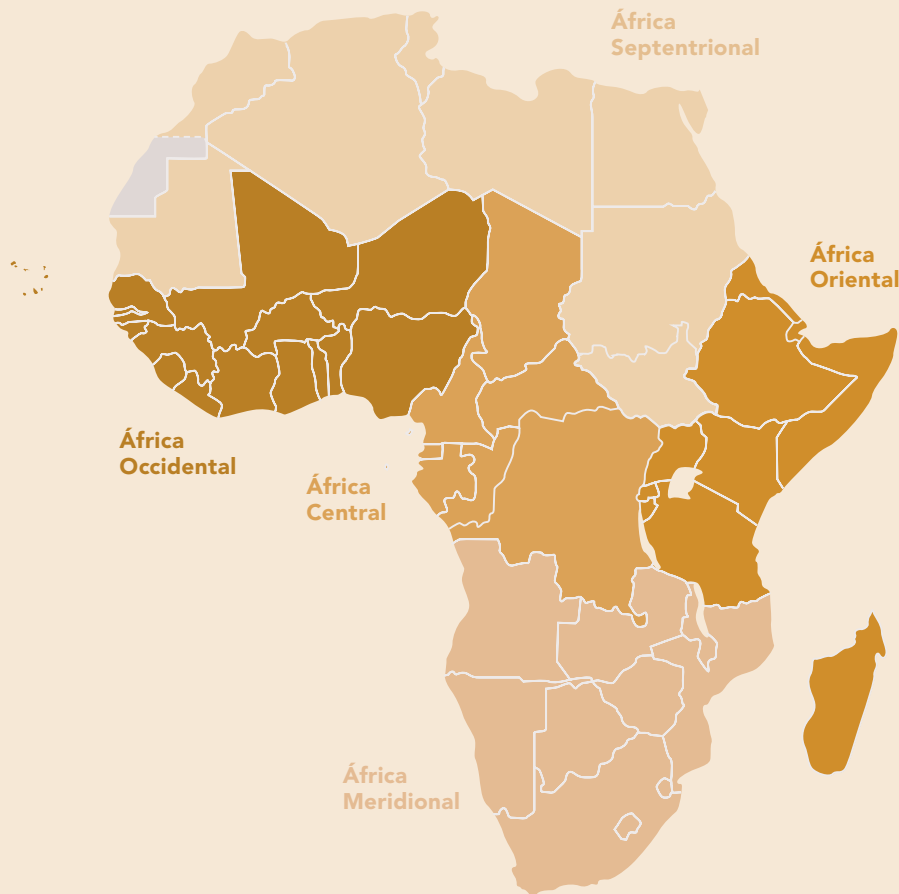 África
Septentrional
África
Oriental
África
Occidental
África
Central
África
Meridional